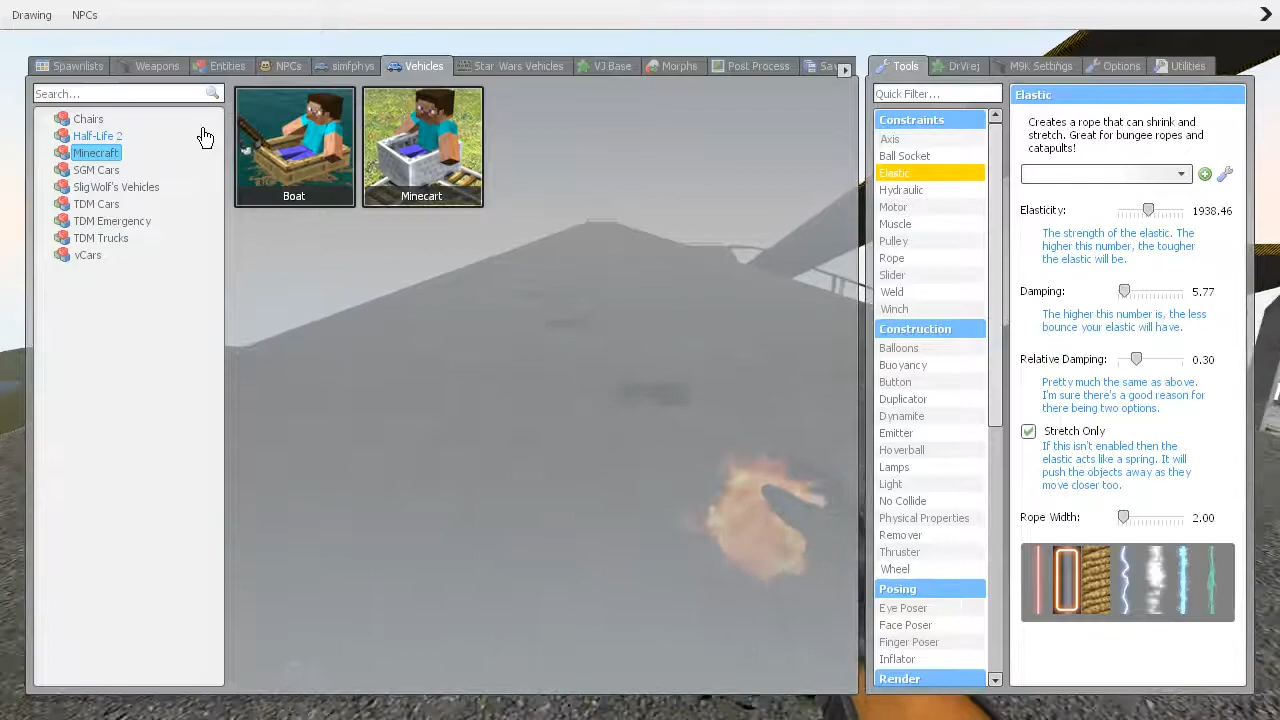 Drawing NPCs
Spawnlists Weapons Entities NPCs simfphys Vehicles Star Wars Vehicles VJ Base Morphs Post Process Sav
Tools DrVrej M9K Settings Options Utilities
Search...
Chairs
Half-Life 2
Minecraft
SGM Cars
SligWolf's Vehicles
TDM Cars
TDM Emergency
TDM Trucks
vCars
Boat
Minecart
Quick Filter...
Constraints
Axis
Ball Socket
Elastic
Hydraulic
Motor
Muscle
Pulley
Rope
Slider
Weld
Winch
Construction
Balloons
Buoyancy
Button
Duplicator
Dynamite
Emitter
Hoverball
Lamps
Light
No Collide
Physical Properties
Remover
Thruster
Wheel
Posing
Eye Poser
Face Poser
Finger Poser
Inflator
Render
Elastic
Creates a rope that can shrink and
stretch. Great for bungee ropes and
catapults!
Elasticity: 1938.46
The strength of the elastic. The
higher this number, the tougher
the elastic will be.
Damping: 5.77
The higher this number is, the less
bounce your elastic will have.
Relative Damping: 0.30
Pretty much the same as above.
I'm sure there's a good reason for
there being two options.
Stretch Only
If this isn't enabled then the
elastic acts like a spring. It will
push the objects away as they
move closer too.
Rope Width: 2.00